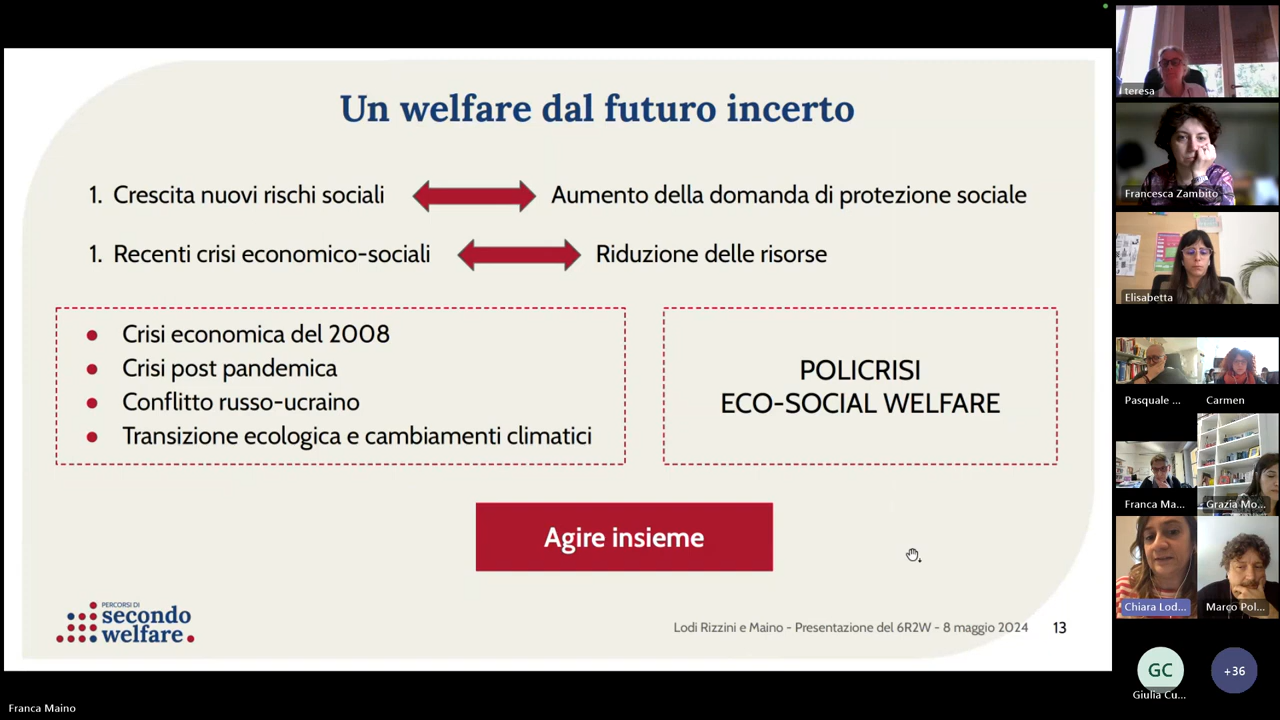 Un welfare dal futuro incerto
1. Crescita nuovi rischi sociali
Aumento della domanda di protezione sociale
1. Recenti crisi economico-sociali
Riduzione delle risorse
Crisi economica del 2008
Crisi post pandemica
Conflitto russo-ucraino
Transizione ecologica e cambiamenti climatici
POLICRISI
ECO-SOCIAL WELFARE
Agire insieme
PERCORSI DI
secondo
welfare
Lodi Rizzini e Maino - Presentazione del 6R2W - 8 maggio 2024
13
Franca Maino
teresa
Francesca Zambito
Elisabetta
Pasquale ...
Carmen
Franca Ma...
Grazia Mo...
Chiara Lod...
Marco Pol...
GC
Giulia Cu...
+36